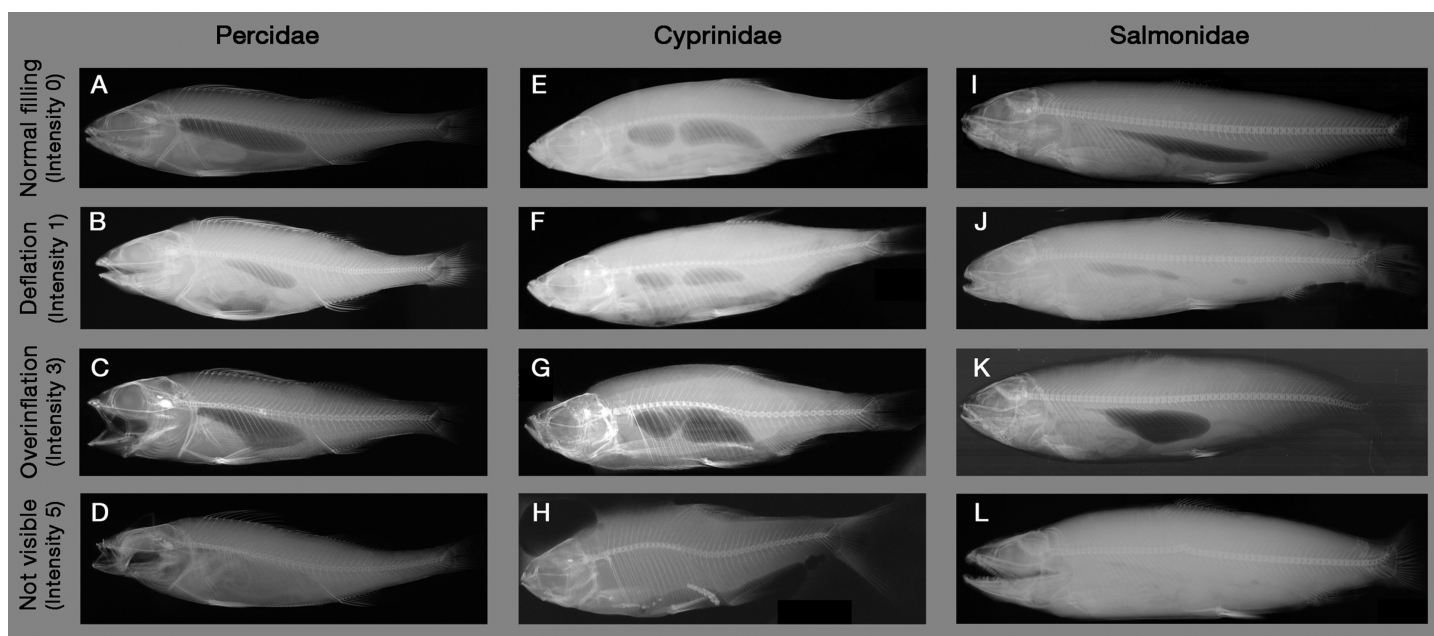 Percidae Cyprinidae Salmonidae
Normal filling
(Intensity 0)
A E I
Deflation
(Intensity 1)
B F J
Overinflation
(Intensity 3)
C G K
Not visible
(Intensity 5)
D H L